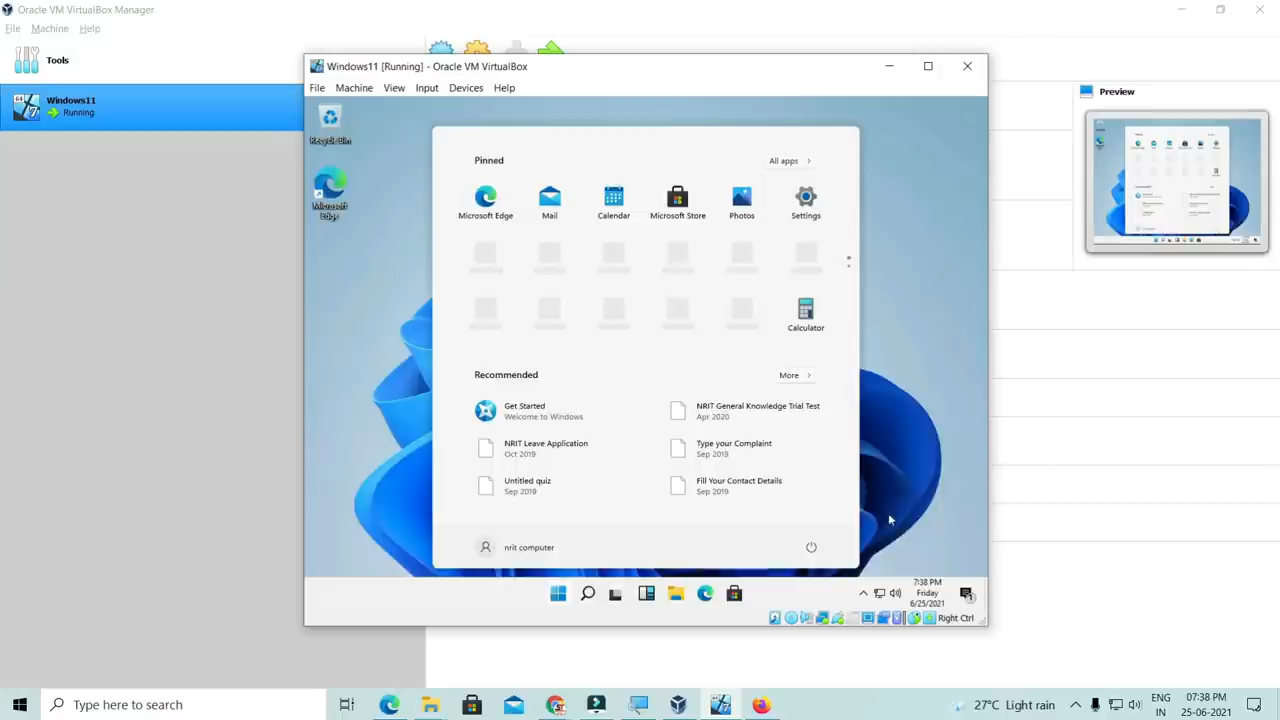 Oracle VM VirtualBox Manager
File Machine Help
Tools
Windows11
Running
Preview
Windows11 [Running] - Oracle VM VirtualBox
File Machine View Input Devices Help
Recycle Bin
Microsoft
Edge
Pinned
All apps
Microsoft Edge Mail Calendar Microsoft Store Photos Settings
Calculator
Recommended
More
Get Started
Welcome to Windows
NRIT General Knowledge Trial Test
Apr 2020
NRIT Leave Application
Oct 2019
Type your Complaint
Sep 2019
Untitled quiz
Sep 2019
Fill Your Contact Details
Sep 2019
nrit computer
7:38 PM
Friday
6/25/2021
Right Ctrl
Type here to search
27°C Light rain
ENG
IN
07:38 PM
25-06-2021